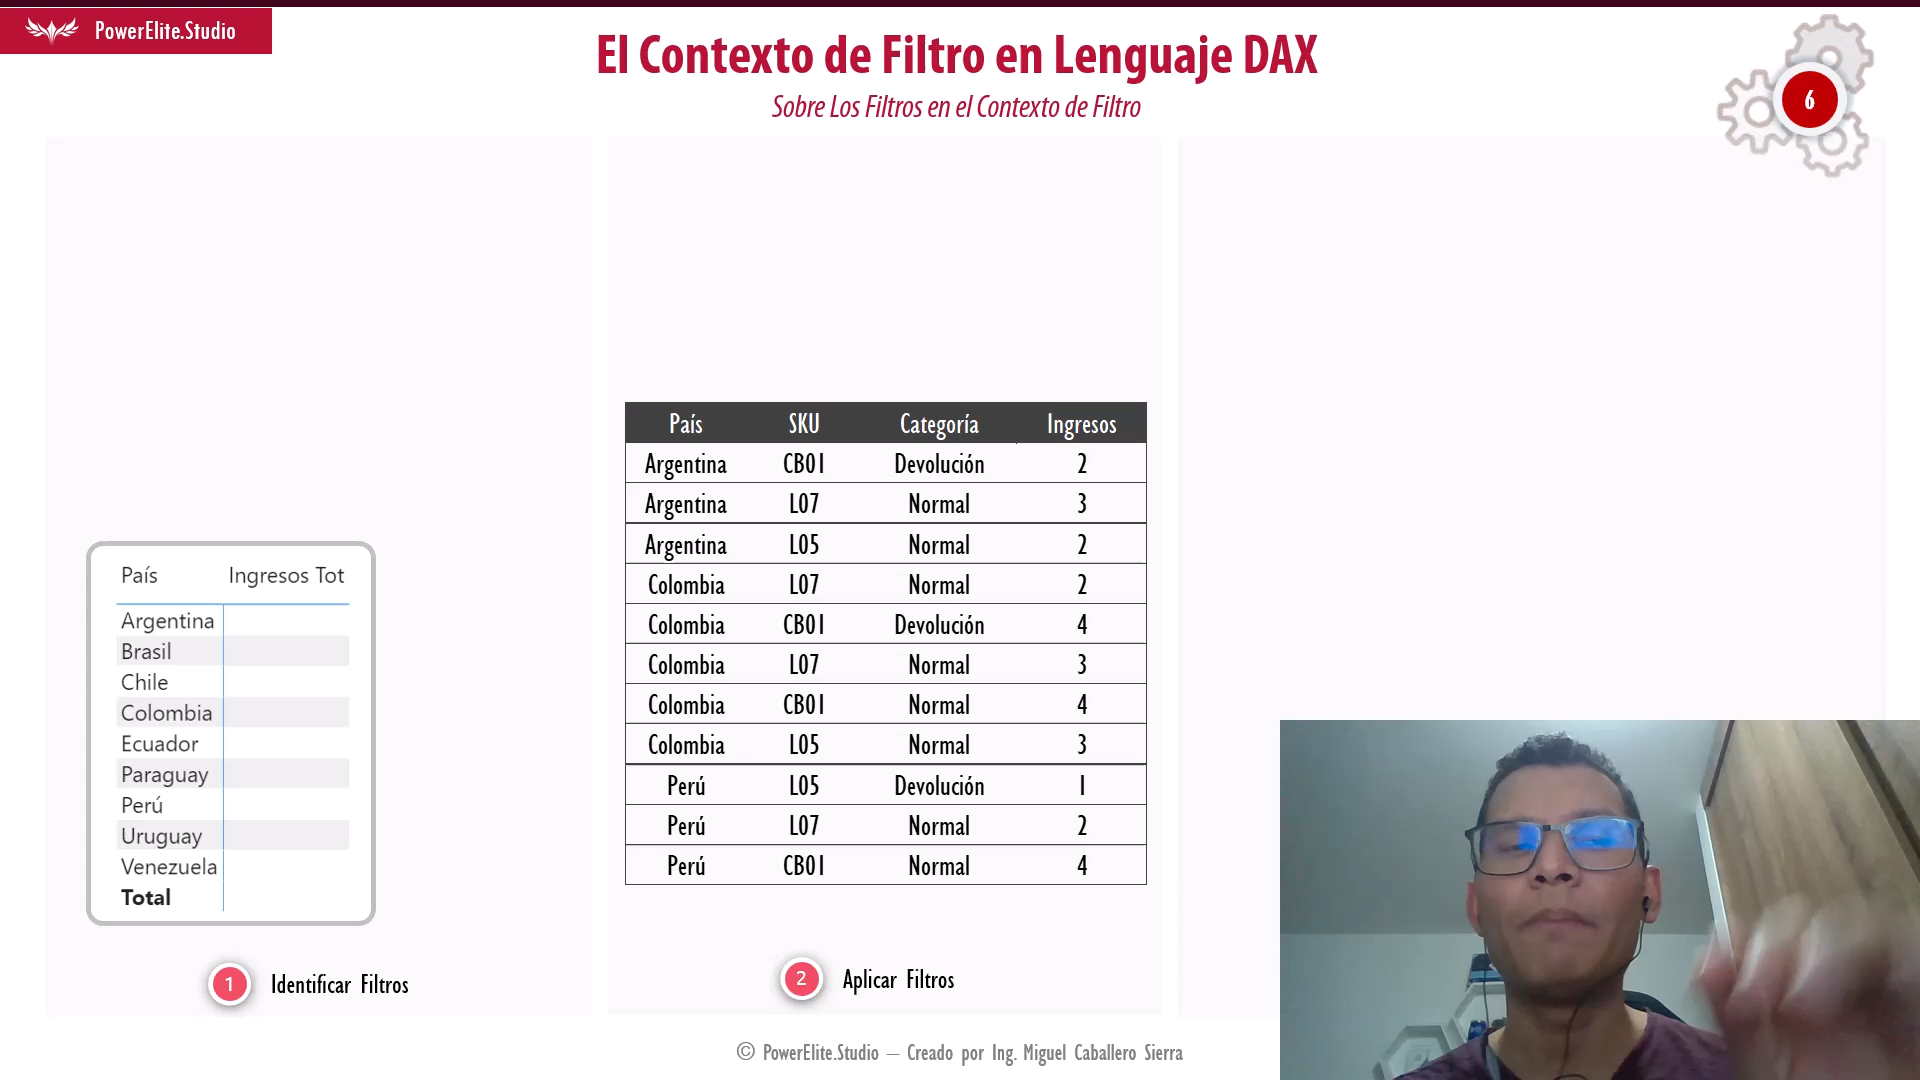 PowerElite.Studio
El Contexto de Filtro en Lenguaje DAX
Sobre Los Filtros en el Contexto de Filtro
6
País Ingresos Tot
Argentina
Brasil
Chile
Colombia
Ecuador
Paraguay
Perú
Uruguay
Venezuela
Total
1 Identificar Filtros
País SKU Categoría Ingresos
Argentina CB01 Devolución 2
Argentina L07 Normal 3
Argentina L05 Normal 2
Colombia L07 Normal 2
Colombia CB01 Devolución 4
Colombia L07 Normal 3
Colombia CB01 Normal 4
Colombia L05 Normal 3
Perú L05 Devolución 1
Perú L07 Normal 2
Perú CB01 Normal 4
2 Aplicar Filtros
© PowerElite.Studio – Creado por Ing. Miguel Caballero Sierra